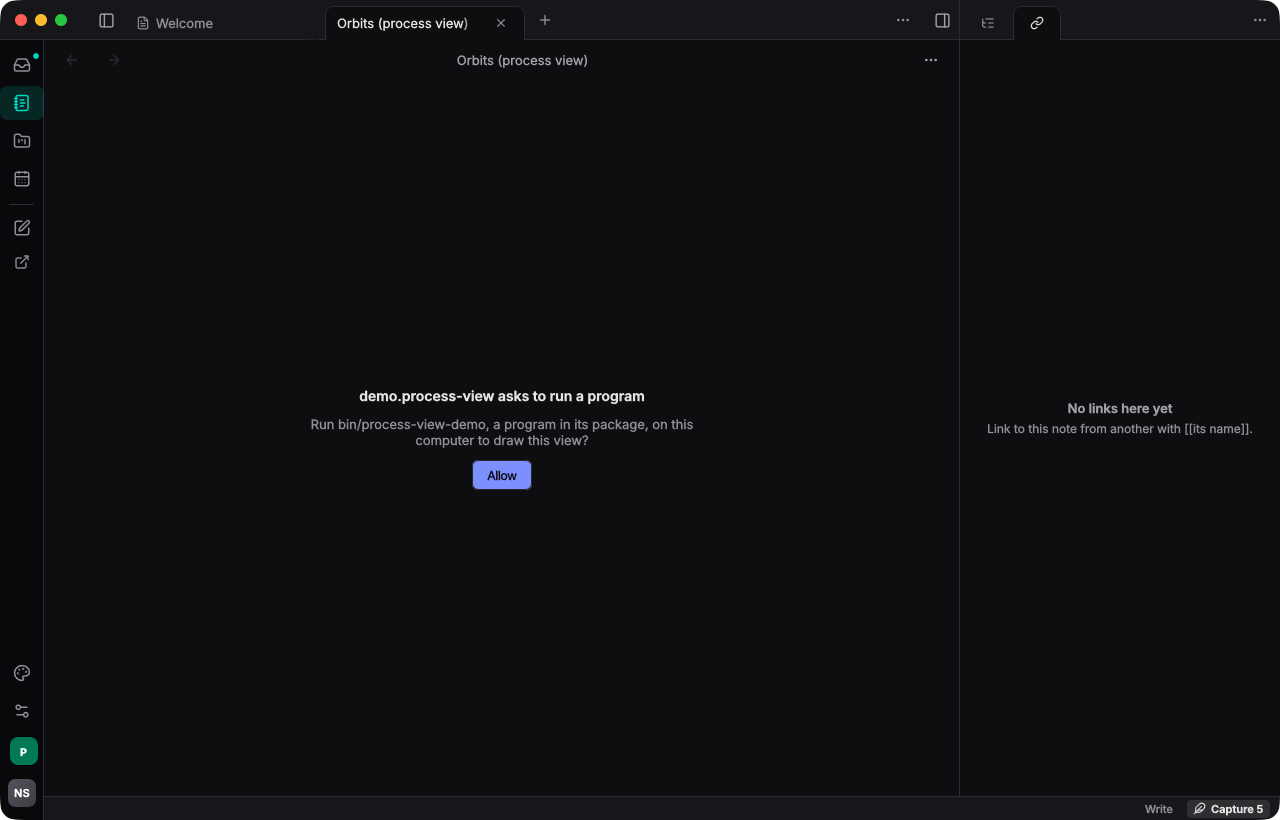 Welcome
Orbits (process view)
Orbits (process view)
demo.process-view asks to run a program
Run bin/process-view-demo, a program in its package, on this
computer to draw this view?
Allow
No links here yet
Link to this note from another with [[its name]].
P
NS
Write
Capture 5